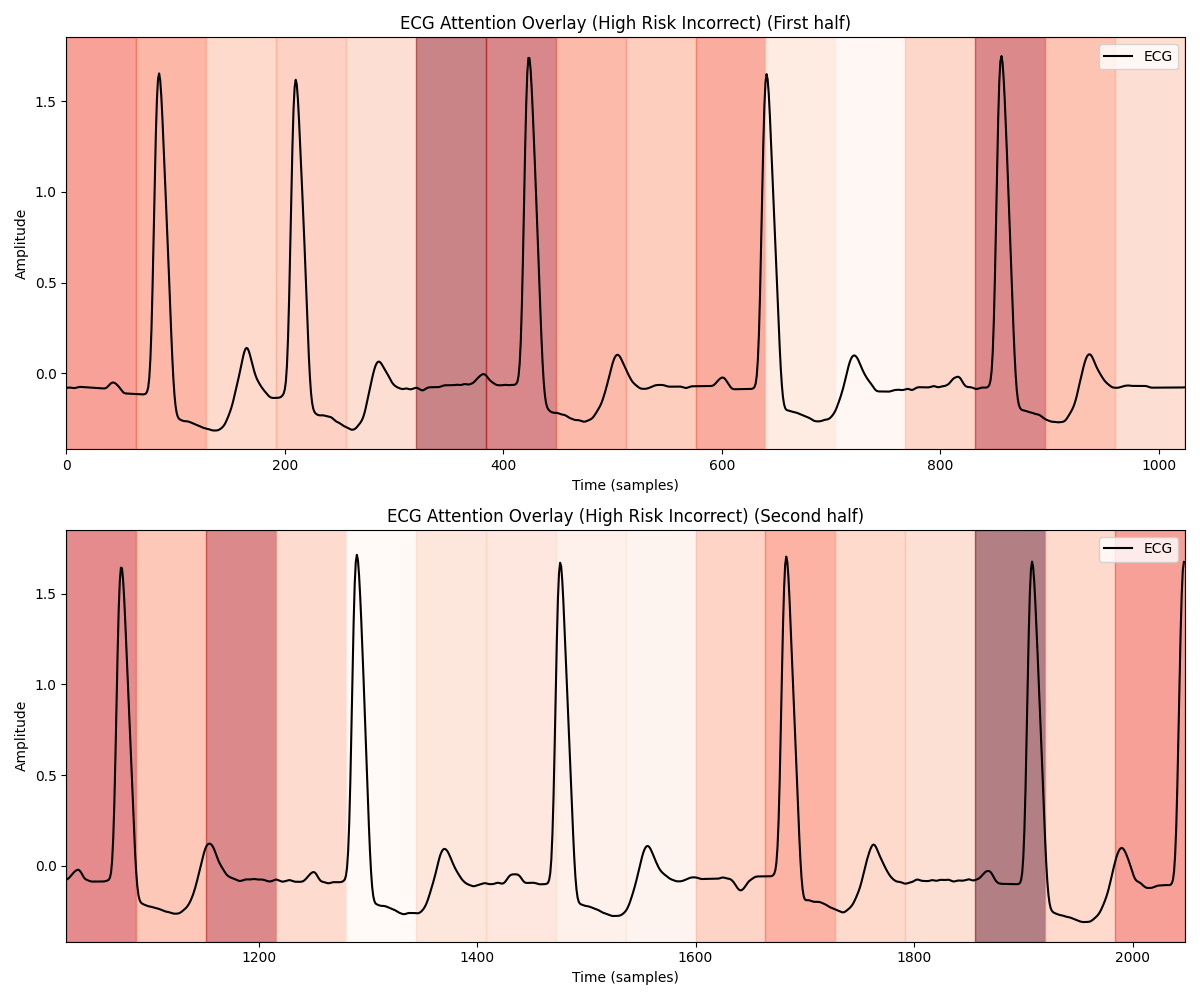 ECG Attention Overlay (High Risk Incorrect) (First half)
ECG
Amplitude
1.5
1.0
0.5
0.0
0 200 400 600 800 1000
Time (samples)
ECG Attention Overlay (High Risk Incorrect) (Second half)
ECG
Amplitude
1.5
1.0
0.5
0.0
1200 1400 1600 1800 2000
Time (samples)